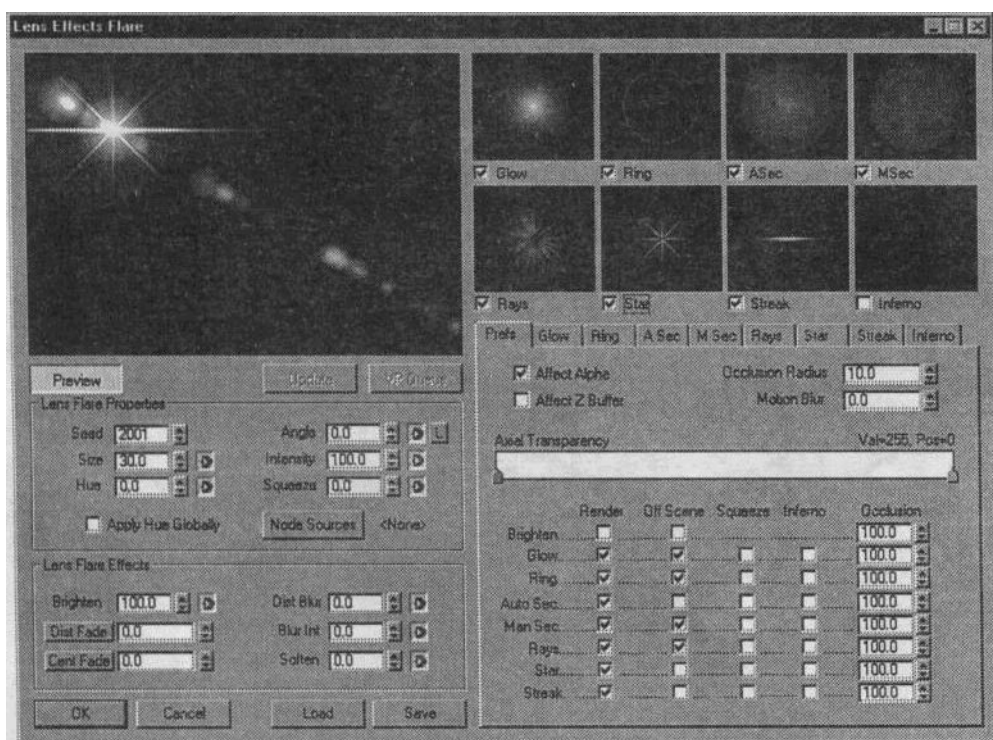 Lens Effects Flare
Glow Ring ASec MSec
Rays Star Streak Inferno
Prefs Glow Ring A Sec M Sec Rays Star Streak Inferno
Preview Update VP Queue
Lens Flare Properties
Seed 2001 Angle 0.0 L
Size 30.0 Intensity 100.0
Hue 0.0 Squeeze 0.0
Apply Hue Globally Node Sources <None>
Lens Flare Effects
Brighten 100.0 Dist Blur 0.0
Dist Fade 0.0 Blur Int 0.0
Cent Fade 0.0 Soften 0.0
OK Cancel Load Save
Affect Alpha Occlusion Radius 10.0
Affect Z Buffer Motion Blur 0.0
Axial Transparency Val=255, Pos=0
Render Off Scene Squeeze Inferno Occlusion
Brighten 100.0
Glow 100.0
Ring 100.0
Auto Sec 100.0
Man Sec 100.0
Rays 100.0
Star 100.0
Streak 100.0